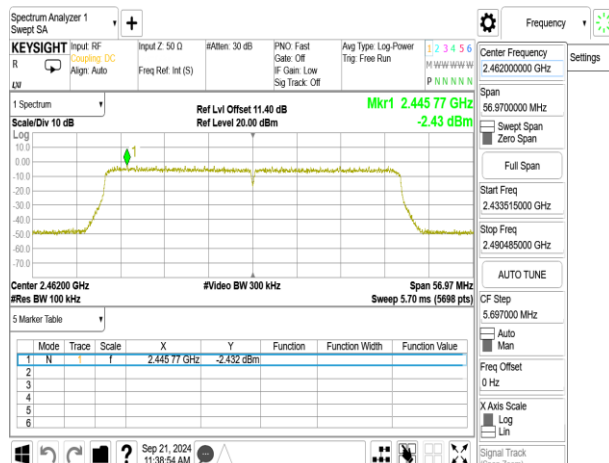 Spectrum Analyzer 1
Swept SA
Frequency
KEYSIGHT
R
Input: RF
Coupling: DC
Align: Auto
Input Z: 50 Ω
Freq Ref: Int (S)
#Atten: 30 dB
PNO: Fast
Gate: Off
IF Gain: Low
Sig Track: Off
Avg Type: Log-Power
Trig: Free Run
1 2 3 4 5 6
M W W W W W
P N N N N N
1 Spectrum
Scale/Div 10 dB
Ref Lvl Offset 11.40 dB
Ref Level 20.00 dBm
Mkr1 2.445 77 GHz
-2.43 dBm
Log
10.0
0.00
-10.0
-20.0
-30.0
-40.0
-50.0
-60.0
-70.0
1
Center 2.46200 GHz
#Res BW 100 kHz
#Video BW 300 kHz
Span 56.97 MHz
Sweep 5.70 ms (5698 pts)
5 Marker Table
Mode Trace Scale X Y Function Function Width Function Value
1 N 1 f 2.445 77 GHz -2.432 dBm
2
3
4
5
6
Sep 21, 2024
11:38:54 AM
Center Frequency
2.462000000 GHz
Settings
Span
56.9700000 MHz
Swept Span
Zero Span
Full Span
Start Freq
2.433515000 GHz
Stop Freq
2.490485000 GHz
AUTO TUNE
CF Step
5.697000 MHz
Auto
Man
Freq Offset
0 Hz
X Axis Scale
Log
Lin
Signal Track